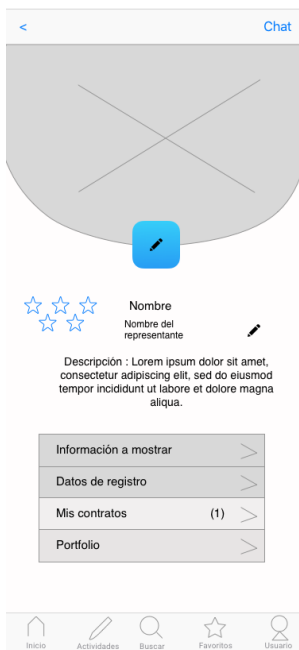 < Chat
Nombre
Nombre del
representante
Descripción : Lorem ipsum dolor sit amet,
consectetur adipiscing elit, sed do eiusmod
tempor incididunt ut labore et dolore magna
aliqua.
Información a mostrar
Datos de registro
Mis contratos (1)
Portfolio
Inicio Actividades Buscar Favoritos Usuario